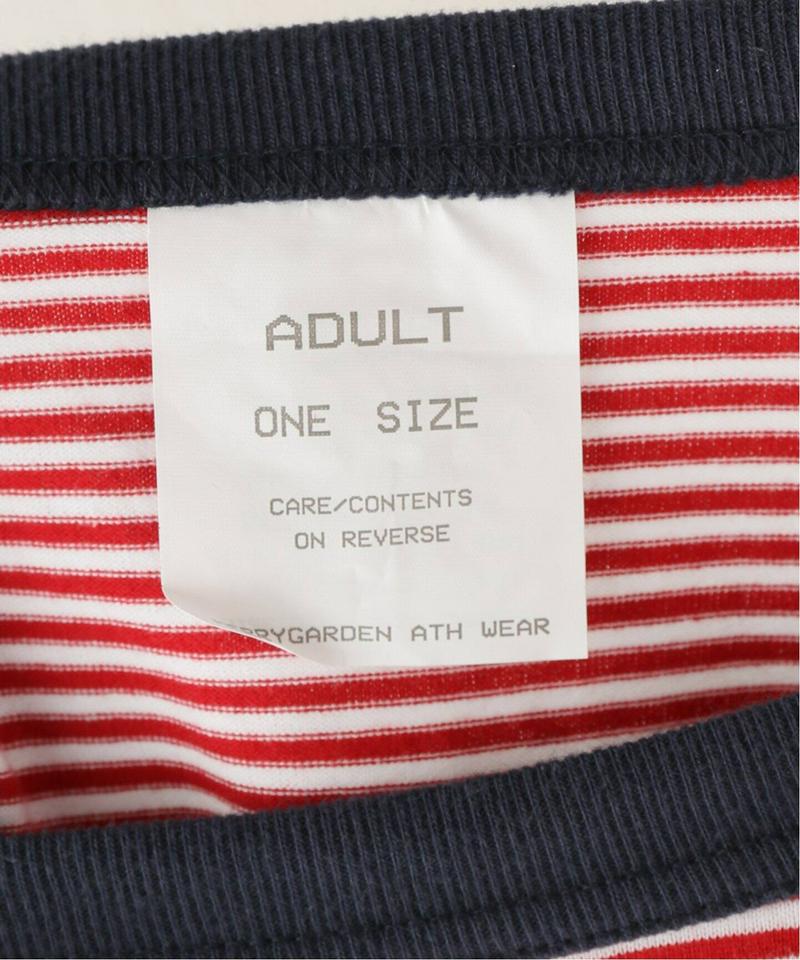 ADULT
ONE SIZE
CARE/CONTENTS
ON REVERSE
ATH WEAR